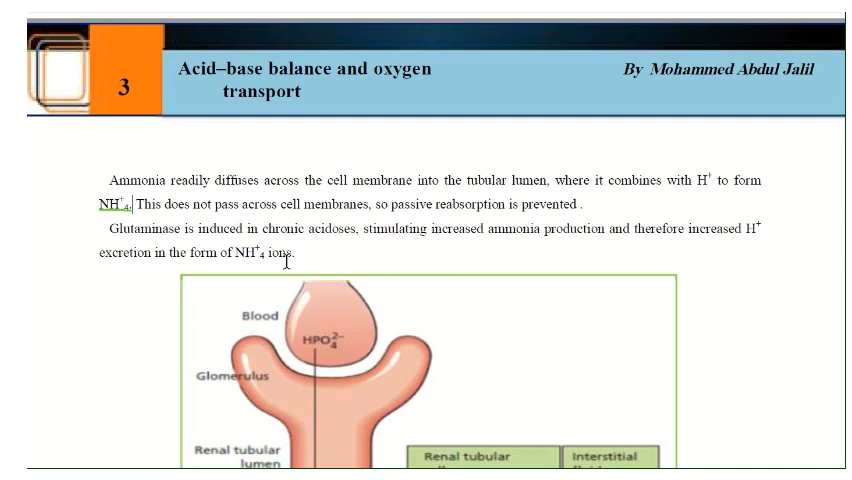 3
Acid–base balance and oxygen
transport
By Mohammed Abdul Jalil
Ammonia readily diffuses across the cell membrane into the tubular lumen, where it combines with H⁺ to form
NH⁺₄. This does not pass across cell membranes, so passive reabsorption is prevented .
Glutaminase is induced in chronic acidoses, stimulating increased ammonia production and therefore increased H⁺
excretion in the form of NH⁺₄ ions.
Blood
HPO₄²⁻
Glomerulus
Renal tubular
lumen
Renal tubular
Interstitial